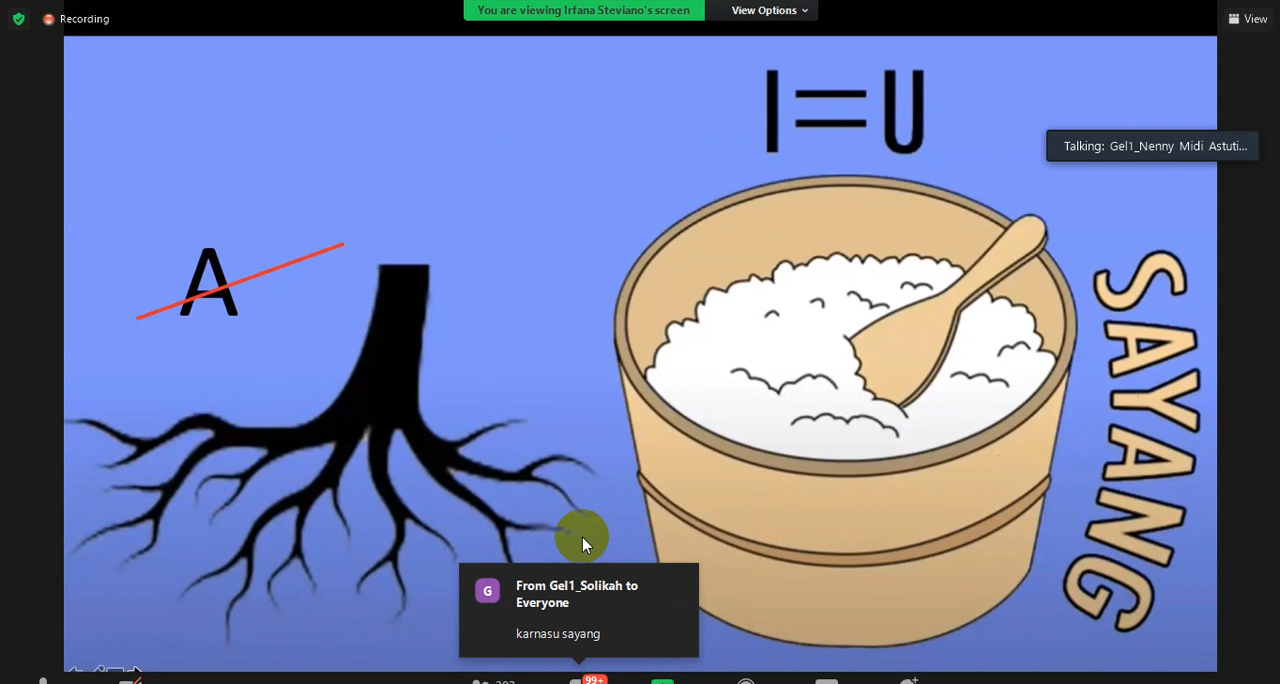 Recording
You are viewing Irfana Steviano's screen
View Options
View
I=U
Talking: Gel1_Nenny Midi Astuti...
A
SAYANG
G
From Gel1_Solikah to
Everyone
karnasu sayang
99+